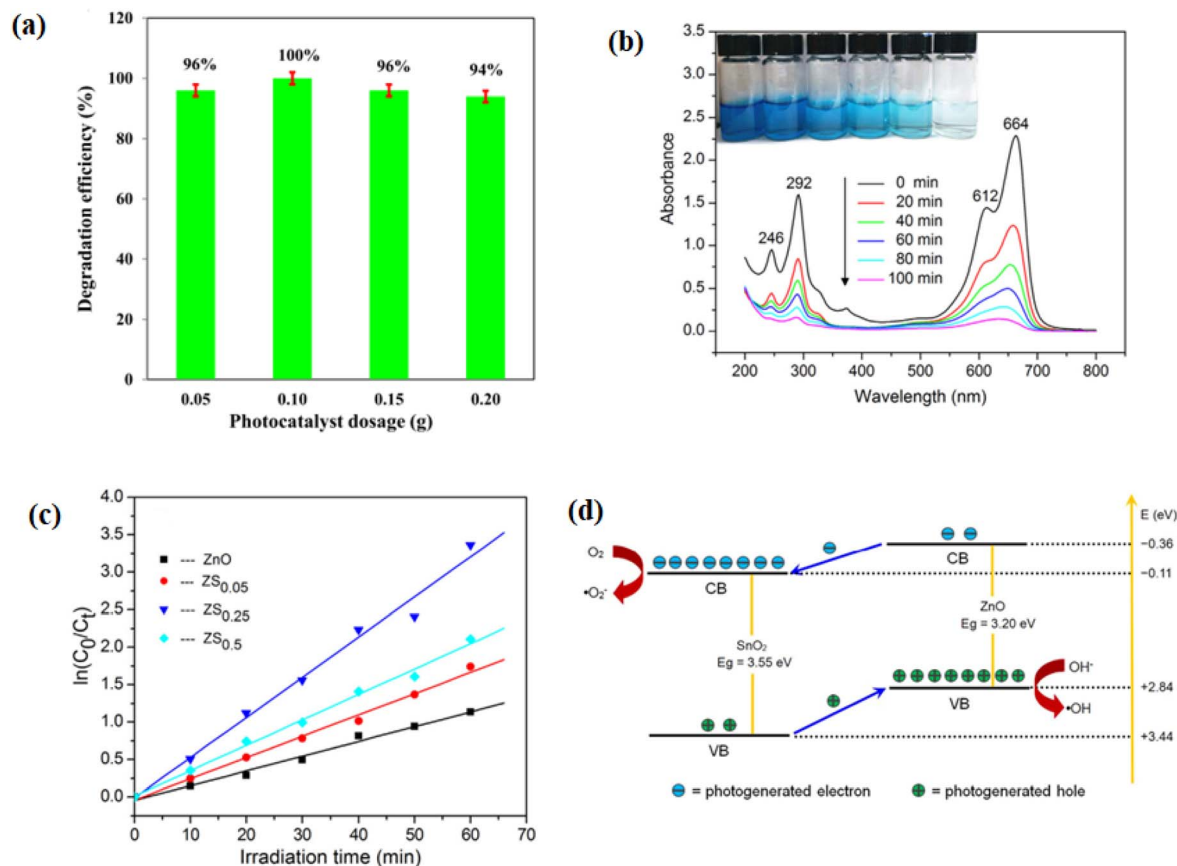 (a)
120
100
80
60
40
20
0
96%
100%
96%
94%
0.05 0.10 0.15 0.20
Photocatalyst dosage (g)
Degradation efficiency (%)
(b)
3.5
3.0
2.5
2.0
1.5
1.0
0.5
0.0
Absorbance
246
292
612
664
0 min
20 min
40 min
60 min
80 min
100 min
200 300 400 500 600 700 800
Wavelength (nm)
(c)
4.5
4.0
3.5
3.0
2.5
2.0
1.5
1.0
0.5
0.0
ln(C0/Ct)
--- ZnO
--- ZS0.05
--- ZS0.25
--- ZS0.5
0 10 20 30 40 50 60 70
Irradiation time (min)
(d)
E (eV)
−0.36
−0.11
+2.84
+3.44
O2
•O2-
CB
CB
SnO2
Eg = 3.55 eV
ZnO
Eg = 3.20 eV
OH-
•OH
VB
VB
= photogenerated electron
= photogenerated hole